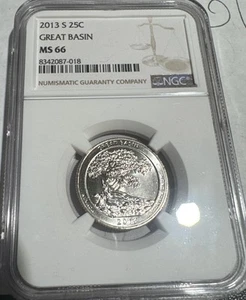 2013 S 25C
GREAT BASIN
MS 66
8342087-018
NUMISMATIC GUARANTY COMPANY
NGC